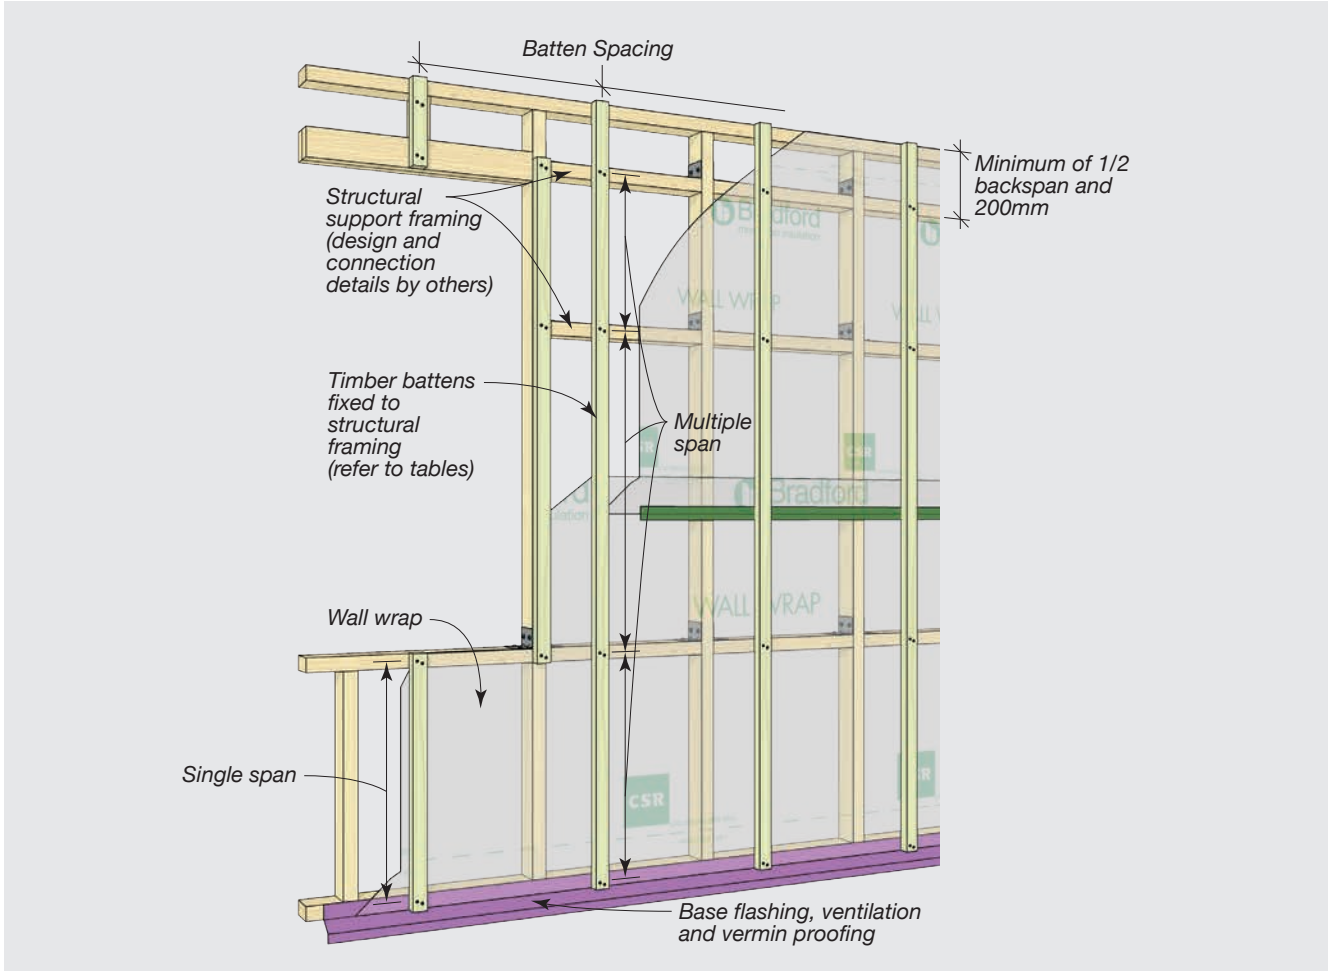 Batten Spacing
Minimum of 1/2
backspan and
200mm
Structural
support framing
(design and
connection
details by others)
Bradford
WALL WRAP
WALL W
Timber battens
fixed to
structural
framing
(refer to tables)
Multiple
span
CSR
Bradford
WALL WRAP
Wall wrap
Single span
CSR
Base flashing, ventilation
and vermin proofing